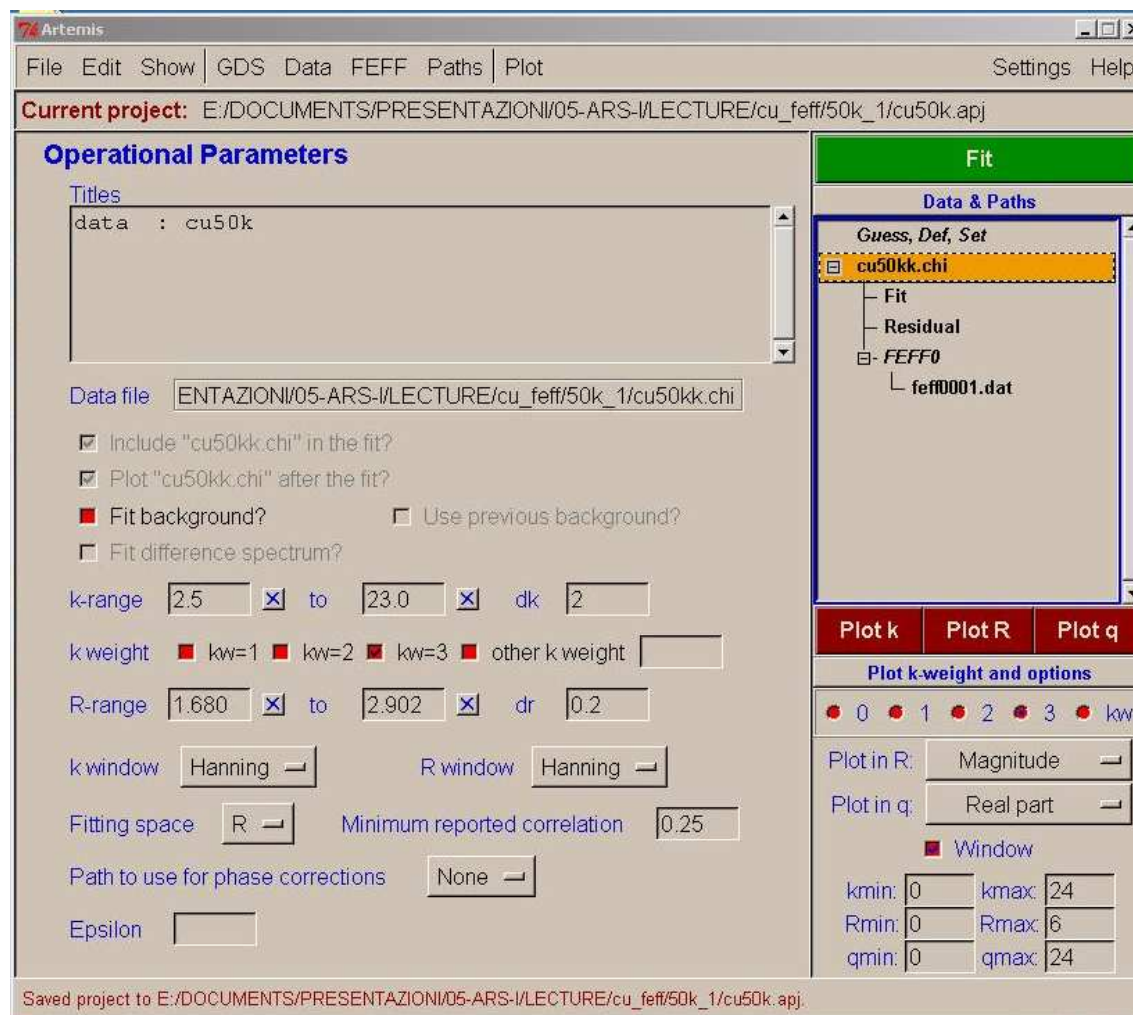 Artemis
File Edit Show GDS Data FEFF Paths Plot Settings Help
Current project: E:/DOCUMENTS/PRESENTAZIONI/05-ARS-I/LECTURE/cu_feff/50k_1/cu50k.apj
Operational Parameters
Titles
data : cu50k
Data file ENTAZIONI/05-ARS-I/LECTURE/cu_feff/50k_1/cu50kk.chi
Include "cu50kk.chi" in the fit?
Plot "cu50kk.chi" after the fit?
Fit background? Use previous background?
Fit difference spectrum?
k-range 2.5 to 23.0 dk 2
k weight kw=1 kw=2 kw=3 other k weight
R-range 1.680 to 2.902 dr 0.2
k window Hanning R window Hanning
Fitting space R Minimum reported correlation 0.25
Path to use for phase corrections None
Epsilon
Fit
Data & Paths
Guess, Def, Set
cu50kk.chi
Fit
Residual
FEFF0
feff0001.dat
Plot k Plot R Plot q
Plot k-weight and options
0 1 2 3 kw
Plot in R: Magnitude
Plot in q: Real part
Window
kmin: 0 kmax: 24
Rmin: 0 Rmax: 6
qmin: 0 qmax: 24
Saved project to E:/DOCUMENTS/PRESENTAZIONI/05-ARS-I/LECTURE/cu_feff/50k_1/cu50k.apj.